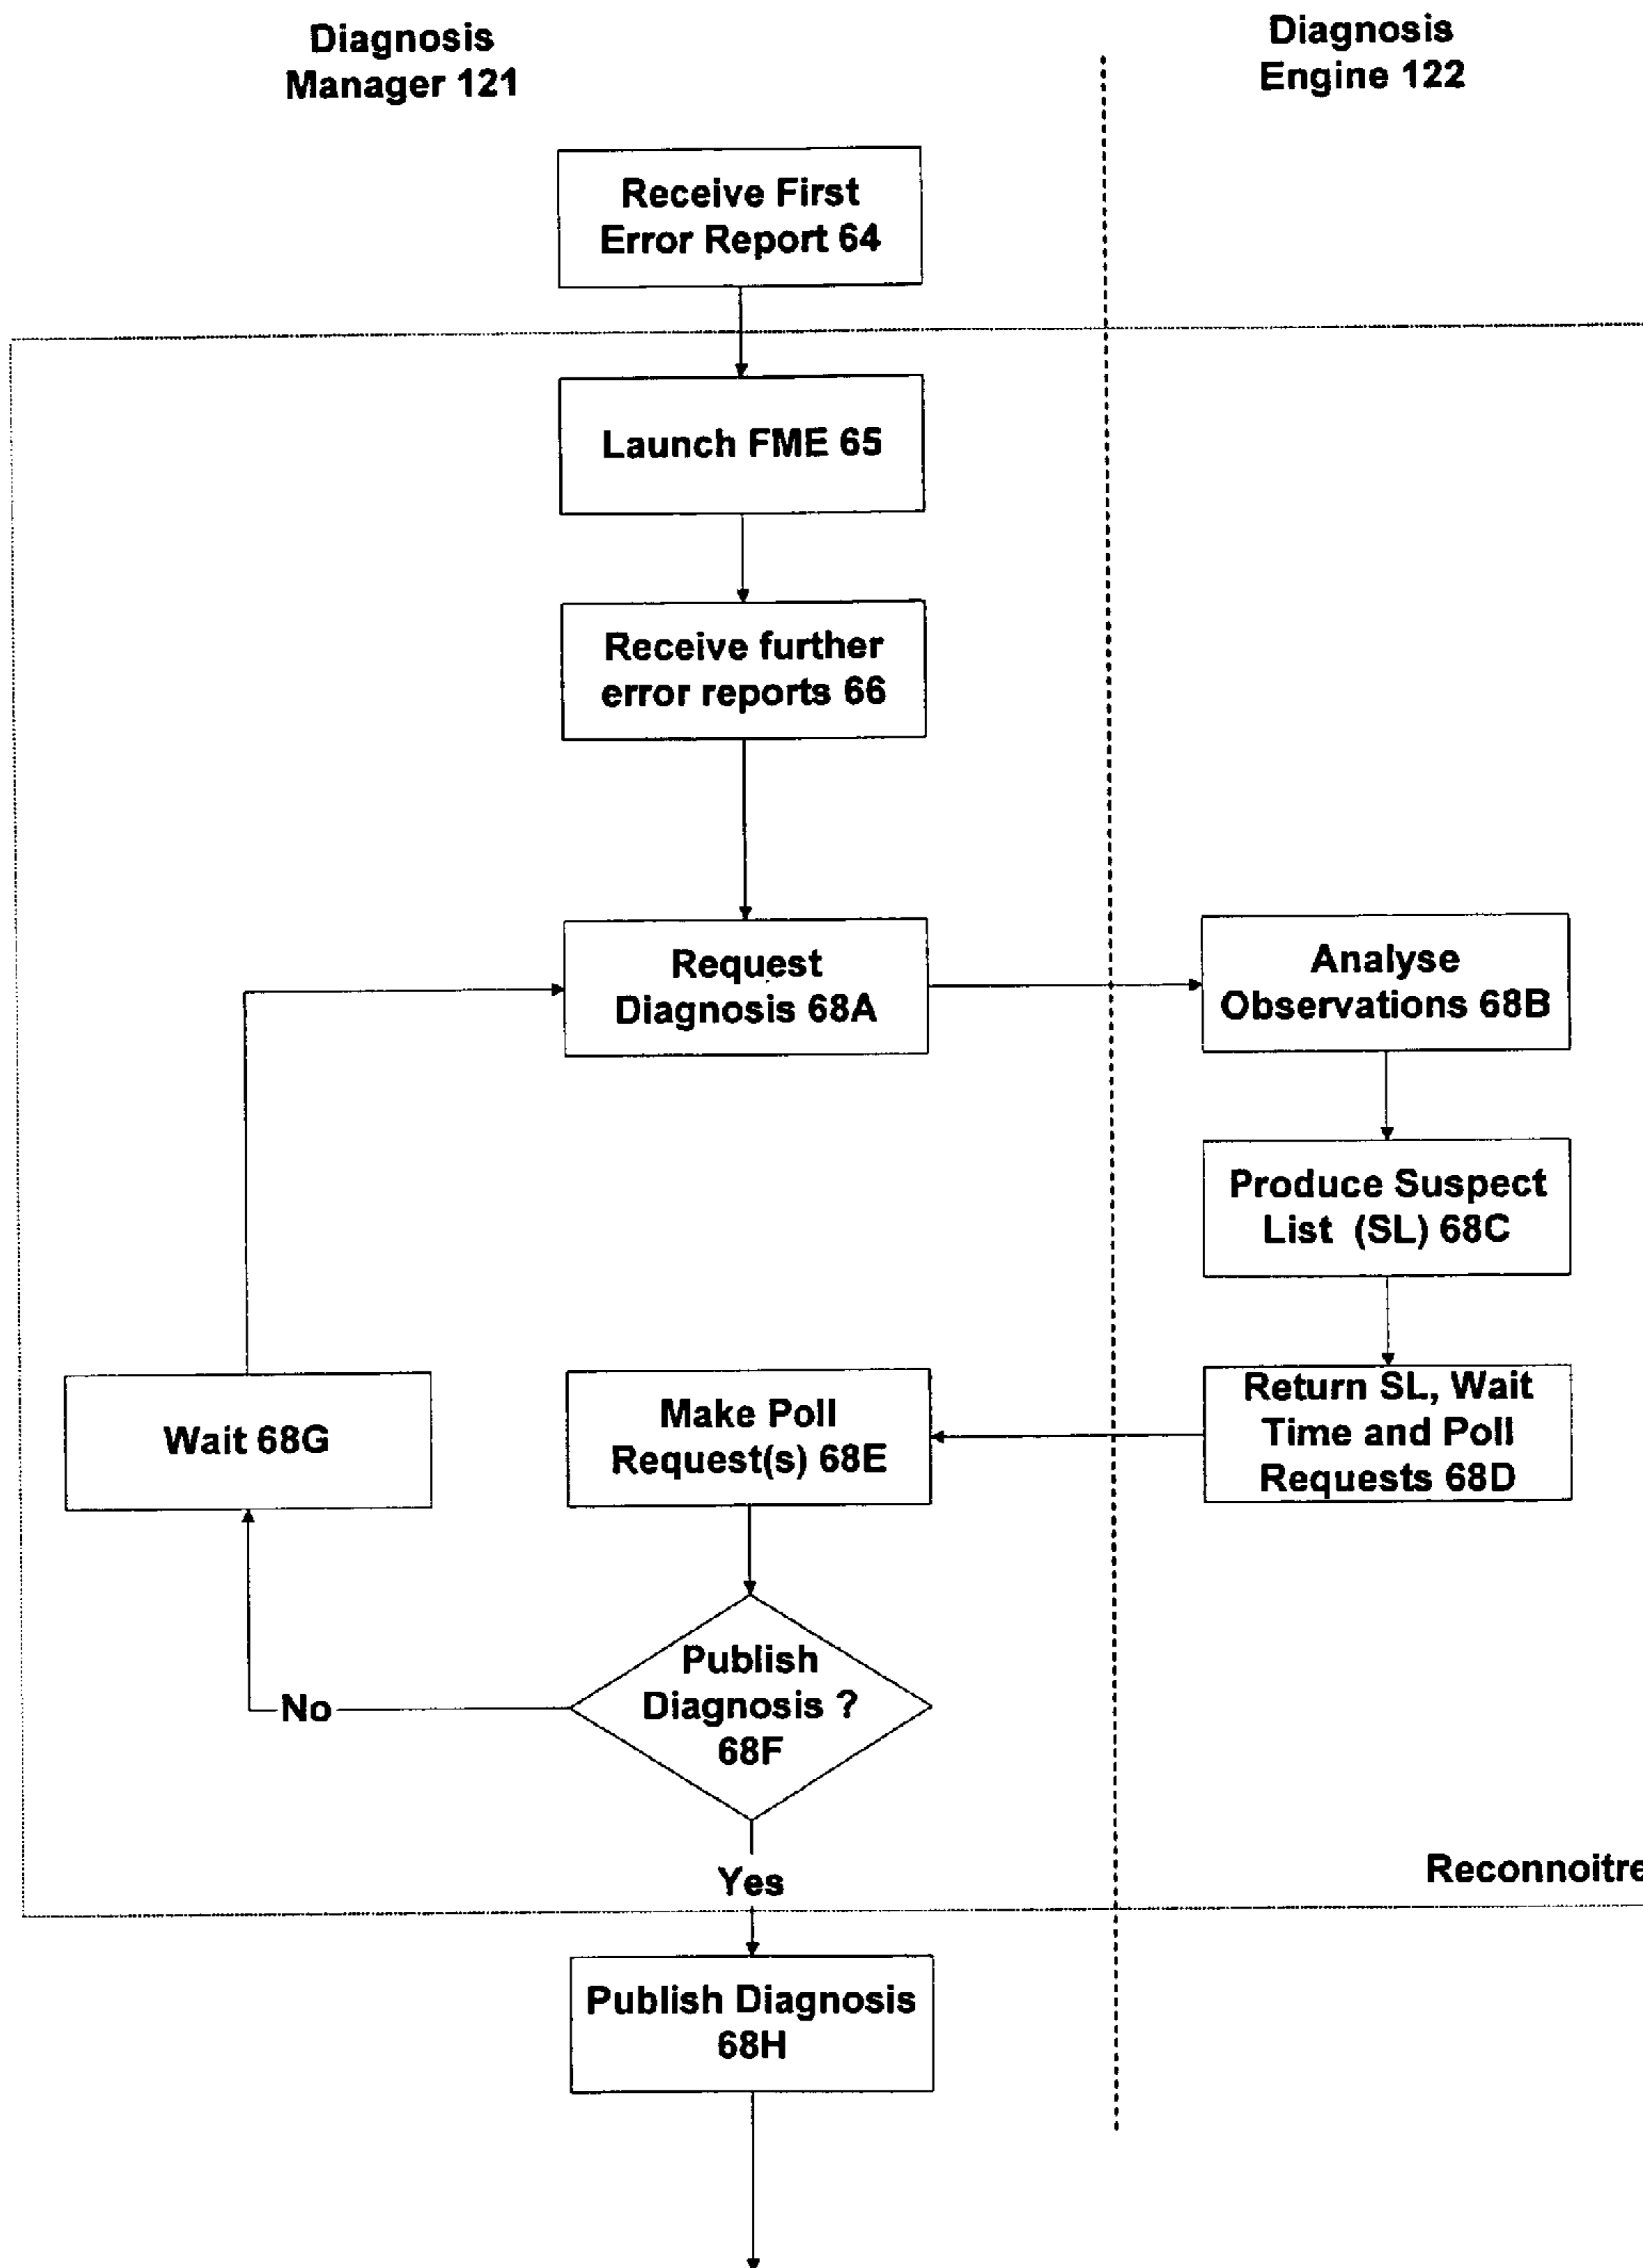 Diagnosis
Manager 121
Diagnosis
Engine 122
Receive First
Error Report 64
Launch FME 65
Receive further
error reports 66
Request
Diagnosis 68A
Analyse
Observations 68B
Produce Suspect
List (SL) 68C
Return SL, Wait
Time and Poll
Requests 68D
Make Poll
Request(s) 68E
Wait 68G
Publish
Diagnosis ?
68F
No
Yes
Reconnoitre
Publish Diagnosis
68H